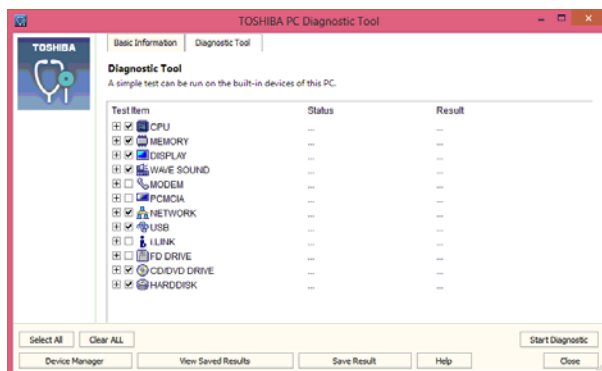 TOSHIBA PC Diagnostic Tool
TOSHIBA
Basic Information Diagnostic Tool
Diagnostic Tool
A simple test can be run on the built-in devices of this PC.
Test Item Status Result
CPU ... ...
MEMORY ... ...
DISPLAY ... ...
WAVE SOUND ... ...
MODEM ... ...
PCMCIA ... ...
NETWORK ... ...
USB ... ...
i.LINK ... ...
FD DRIVE ... ...
CD/DVD DRIVE ... ...
HARDDISK ... ...
Select All Clear ALL Start Diagnostic
Device Manager View Saved Results Save Result Help Close